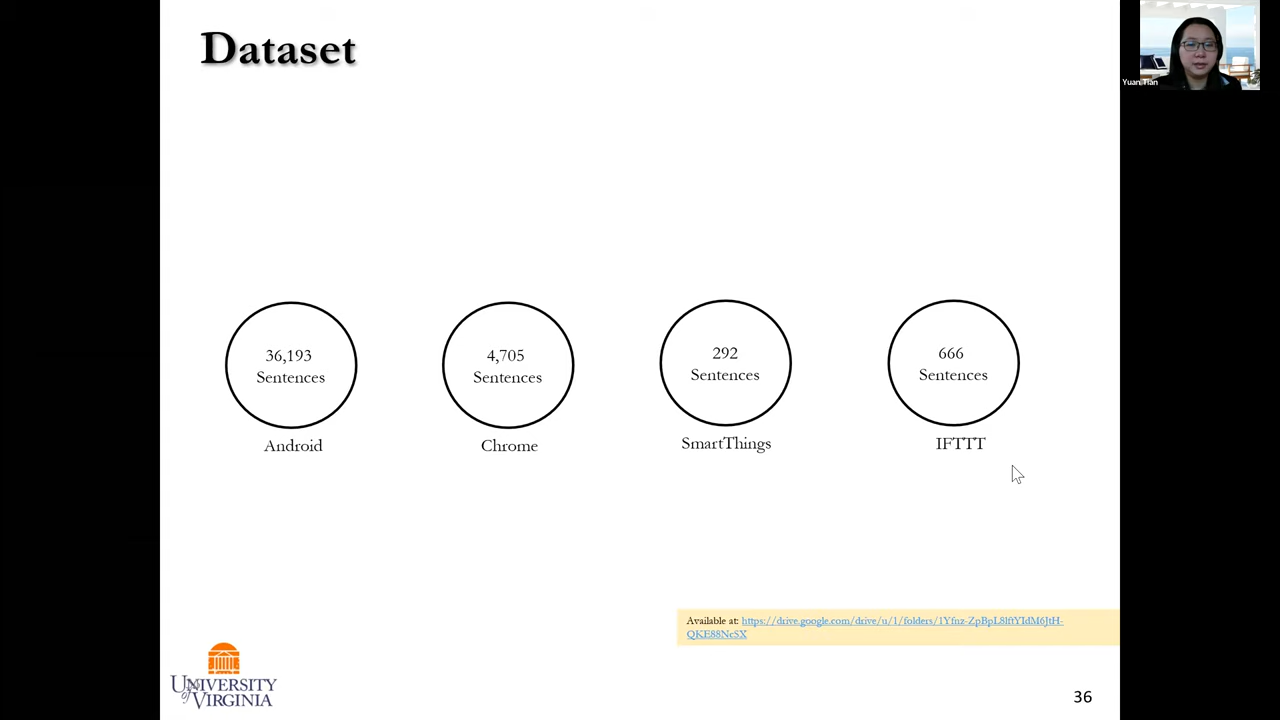 Dataset
Yuan Tian
36,193
Sentences
4,705
Sentences
292
Sentences
666
Sentences
Android
Chrome
SmartThings
IFTTT
Available at: https://drive.google.com/drive/u/1/folders/1Yfnz-ZpBpL8lftYIdM6JtH-
QKE88NeSX
UNIVERSITY
of VIRGINIA
36